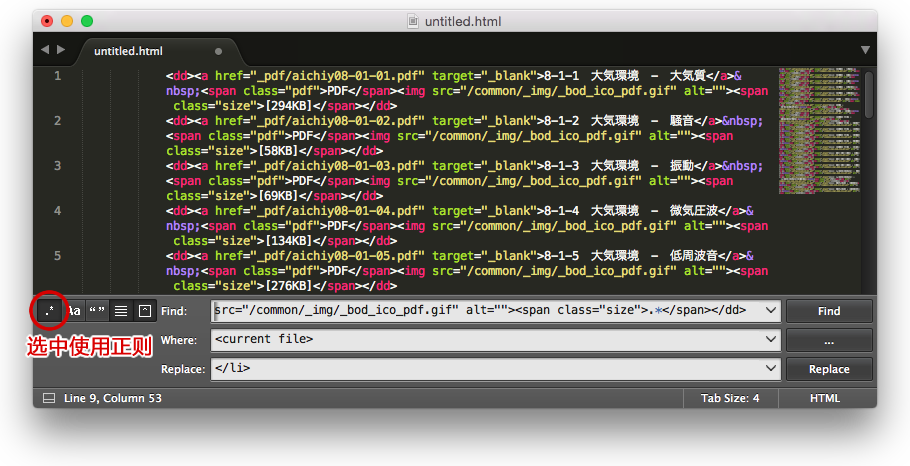 untitled.html
untitled.html
1 <dd><a href="_pdf/aichiy08-01-01.pdf" target="_blank">8-1-1 大気環境 － 大気質</a>&
nbsp;<span class="pdf">PDF</span><img src="/common/_img/_bod_ico_pdf.gif" alt=""><span
class="size">[294KB]</span></dd>
2 <dd><a href="_pdf/aichiy08-01-02.pdf" target="_blank">8-1-2 大気環境 － 騒音</a>&nbsp;
<span class="pdf">PDF</span><img src="/common/_img/_bod_ico_pdf.gif" alt=""><span
class="size">[58KB]</span></dd>
3 <dd><a href="_pdf/aichiy08-01-03.pdf" target="_blank">8-1-3 大気環境 － 振動</a>&nbsp;
<span class="pdf">PDF</span><img src="/common/_img/_bod_ico_pdf.gif" alt=""><span
class="size">[69KB]</span></dd>
4 <dd><a href="_pdf/aichiy08-01-04.pdf" target="_blank">8-1-4 大気環境 － 微気圧波</a>&
nbsp;<span class="pdf">PDF</span><img src="/common/_img/_bod_ico_pdf.gif" alt=""><span
class="size">[134KB]</span></dd>
5 <dd><a href="_pdf/aichiy08-01-05.pdf" target="_blank">8-1-5 大気環境 － 低周波音</a>&
nbsp;<span class="pdf">PDF</span><img src="/common/_img/_bod_ico_pdf.gif" alt=""><span
class="size">[276KB]</span></dd>
.* Aa “” Find: src="/common/_img/_bod_ico_pdf.gif" alt=""><span class="size">.*</span></dd> Find
选中使用正则
Where: <current file> ...
Replace: </li> Replace
Line 9, Column 53 Tab Size: 4 HTML